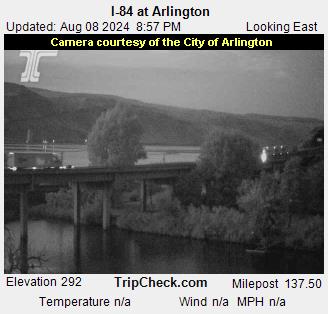 I-84 at Arlington
Updated: Aug 08 2024 8:57 PM Looking East
Camera courtesy of the City of Arlington
Elevation 292 TripCheck.com Milepost 137.50
Temperature n/a Wind n/a MPH n/a